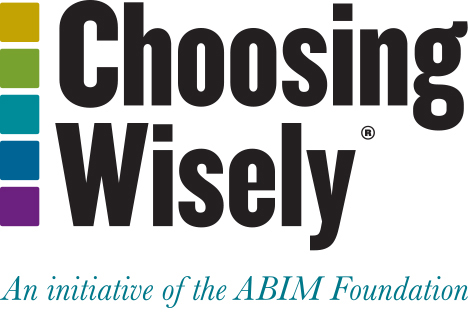 Choosing
Wisely®
An initiative of the ABIM Foundation